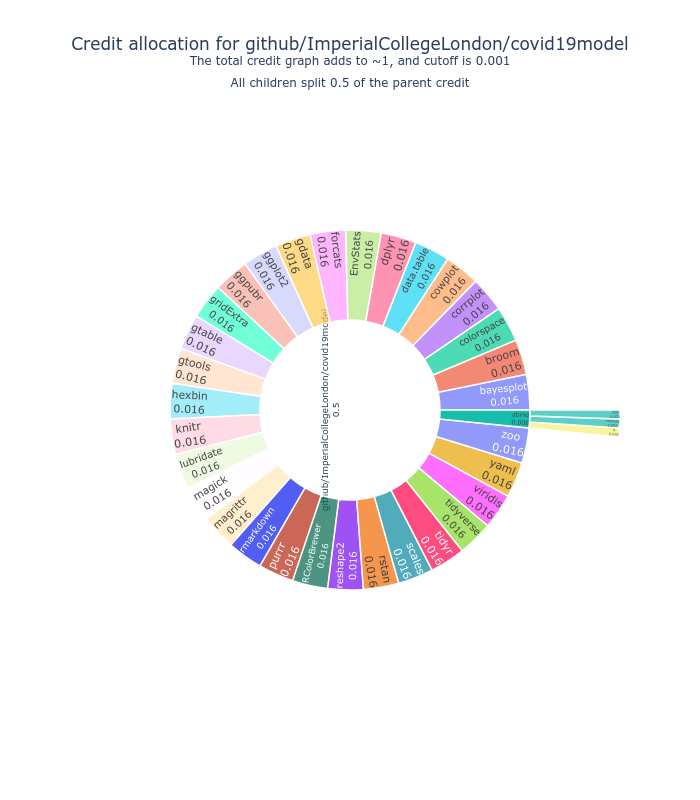 Credit allocation for github/ImperialCollegeLondon/covid19model
The total credit graph adds to ~1, and cutoff is 0.001
All children split 0.5 of the parent credit
github/ImperialCollegeLondon/covid19model
0.5
bayesplot
0.016
broom
0.016
colorspace
0.016
corrplot
0.016
cowplot
0.016
data.table
0.016
dplyr
0.016
EnvStats
0.016
forcats
0.016
gdata
0.016
ggplot2
0.016
ggpubr
0.016
gridExtra
0.016
gtable
0.016
gtools
0.016
hexbin
0.016
knitr
0.016
lubridate
0.016
magick
0.016
magrittr
0.016
rmarkdown
0.016
purrr
0.016
RColorBrewer
0.016
reshape2
0.016
rstan
0.016
scales
0.016
tidyr
0.016
tidyverse
0.016
viridis
0.016
yaml
0.016
zoo
0.016
abind
0.008